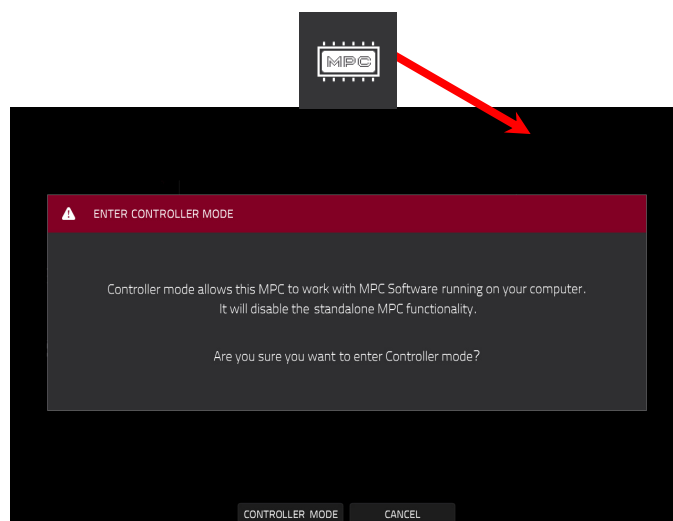 MPC
ENTER CONTROLLER MODE
Controller mode allows this MPC to work with MPC Software running on your computer.
It will disable the standalone MPC functionality.
Are you sure you want to enter Controller mode?
CONTROLLER MODE CANCEL